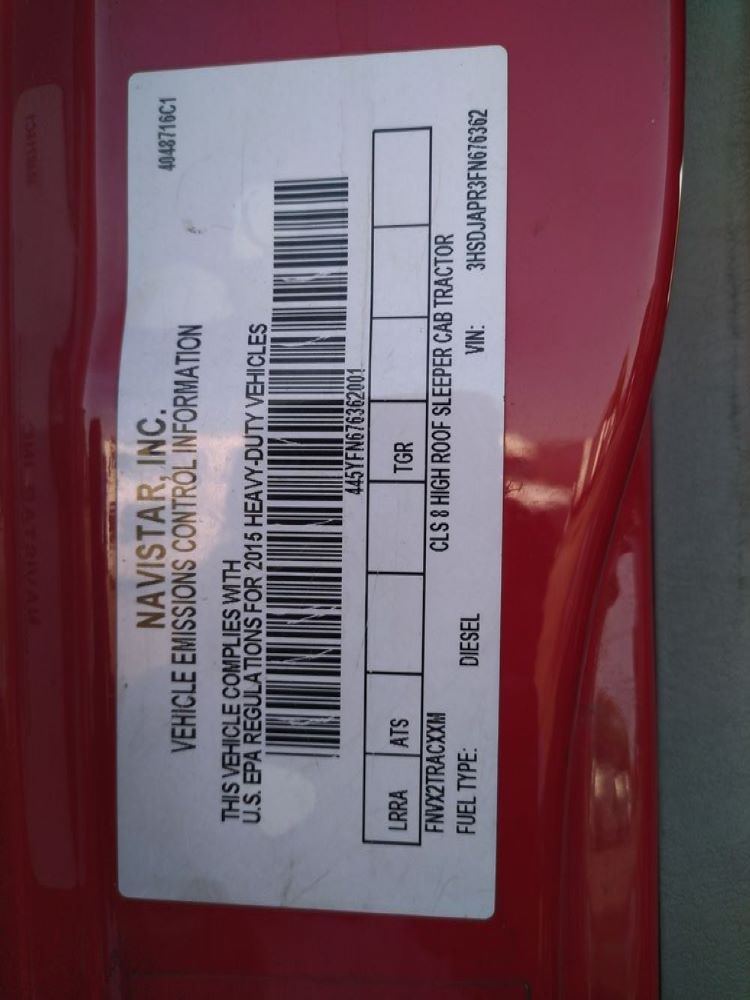 4048716C1
NAVISTAR, INC.
VEHICLE EMISSIONS CONTROL INFORMATION
THIS VEHICLE COMPLIES WITH
U.S. EPA REGULATIONS FOR 2015 HEAVY-DUTY VEHICLES
445YFN676362001
LRRA ATS TGR
FNVX2TRACXXM CLS 8 HIGH ROOF SLEEPER CAB TRACTOR
FUEL TYPE: DIESEL VIN: 3HSDJAPR3FN676362